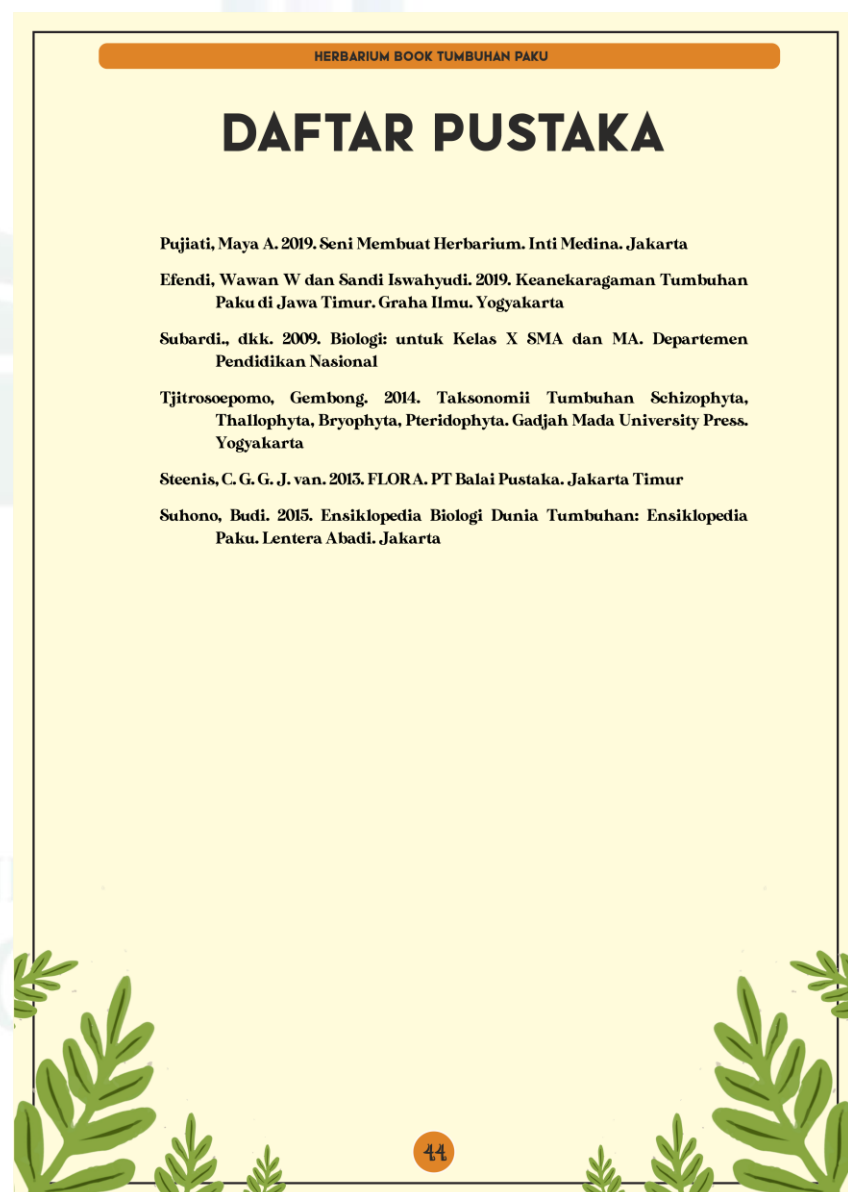 HERBARIUM BOOK TUMBUHAN PAKU
DAFTAR PUSTAKA
Pujiati, Maya A. 2019. Seni Membuat Herbarium. Inti Medina. Jakarta
Efendi, Wawan W dan Sandi Iswahyudi. 2019. Keanekaragaman Tumbuhan
Paku di Jawa Timur. Graha Ilmu. Yogyakarta
Subardi., dkk. 2009. Biologi: untuk Kelas X SMA dan MA. Departemen
Pendidikan Nasional
Tjitrosoepomo, Gembong. 2014. Taksonomii Tumbuhan Schizophyta,
Thallophyta, Bryophyta, Pteridophyta. Gadjah Mada University Press.
Yogyakarta
Steenis, C. G. G. J. van. 2013. FLORA. PT Balai Pustaka. Jakarta Timur
Suhono, Budi. 2015. Ensiklopedia Biologi Dunia Tumbuhan: Ensiklopedia
Paku. Lentera Abadi. Jakarta
44